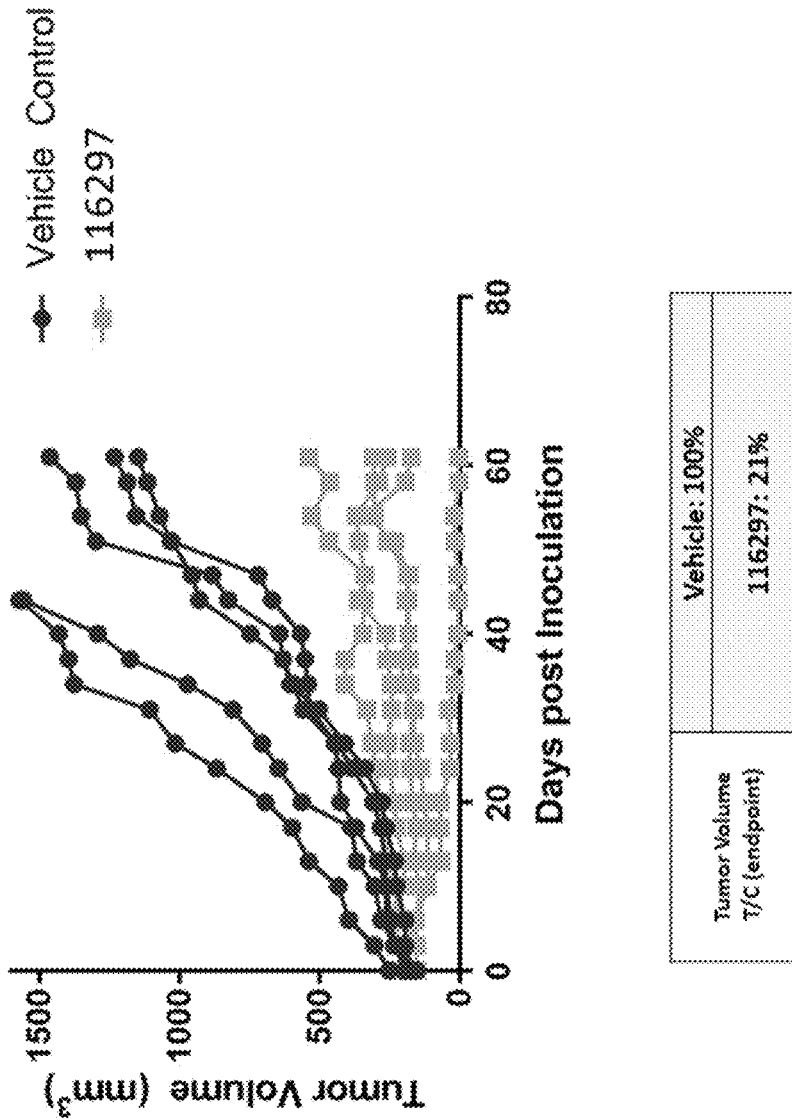 Vehicle Control
116297
Tumor Volume (mm³)
1500
1000
500
0
0
20
40
60
80
Days post Inoculation
Tumor Volume
T/C (endpoint)
Vehicle: 100%
116297: 21%